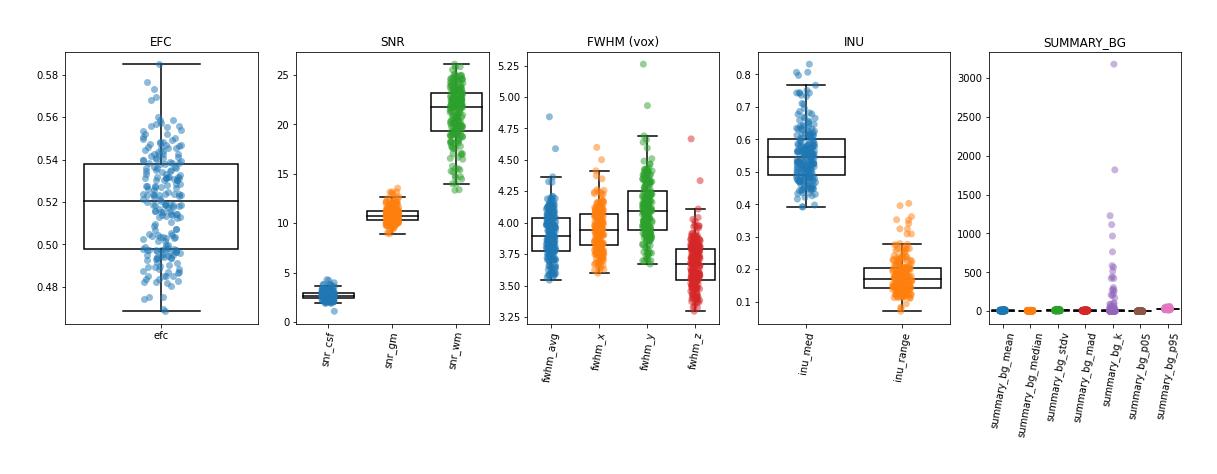 EFC
0.58
0.56
0.54
0.52
0.50
0.48
efc
SNR
25
20
15
10
5
0
snr_csf
snr_gm
snr_wm
FWHM (vox)
5.25
5.00
4.75
4.50
4.25
4.00
3.75
3.50
3.25
fwhm_avg
fwhm_x
fwhm_y
fwhm_z
INU
0.8
0.7
0.6
0.5
0.4
0.3
0.2
0.1
inu_med
inu_range
SUMMARY_BG
3000
2500
2000
1500
1000
500
0
summary_bg_mean
summary_bg_median
summary_bg_stdv
summary_bg_mad
summary_bg_k
summary_bg_p05
summary_bg_p95